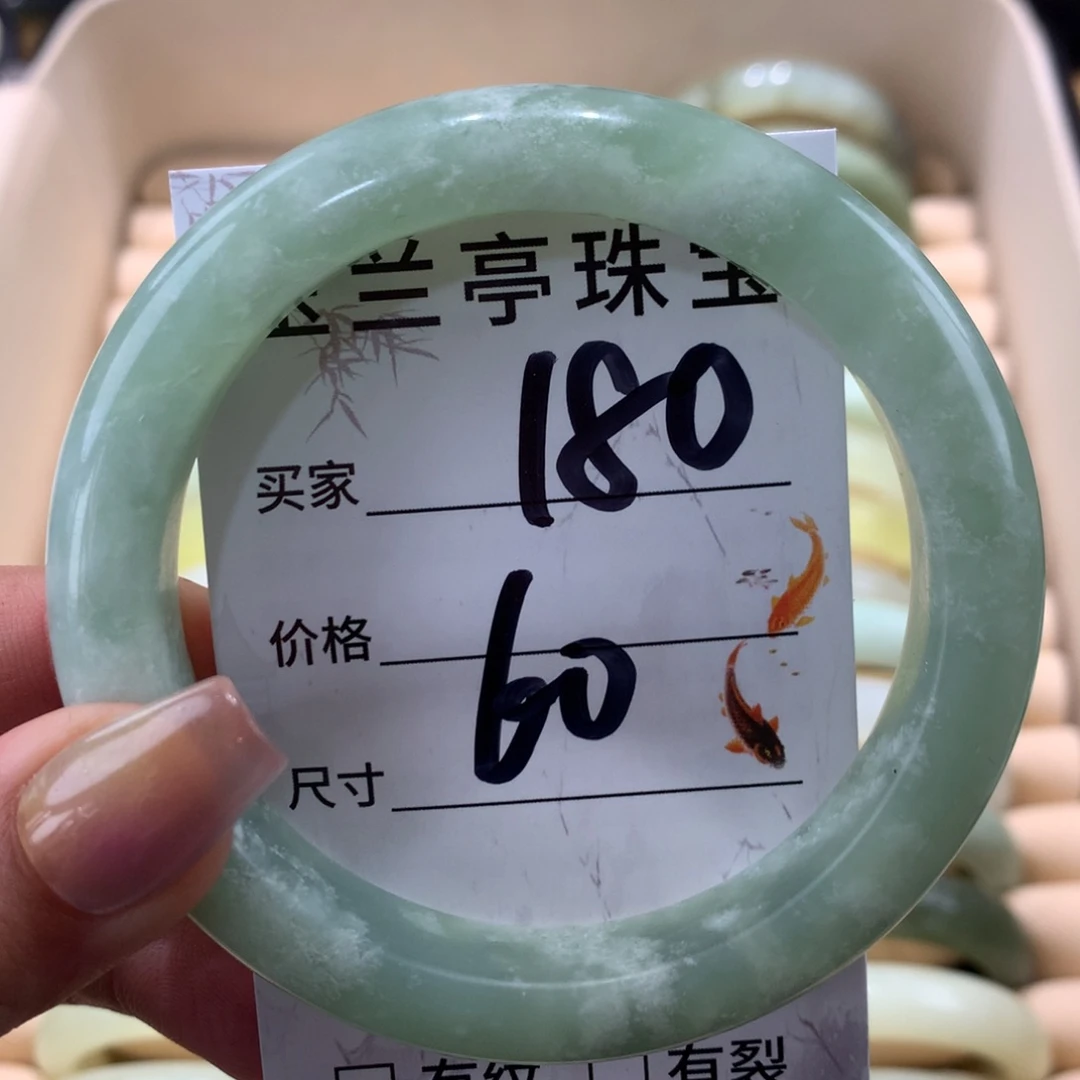 兰亭珠宝
买家 180
价格
尺寸 60
有纹 有裂